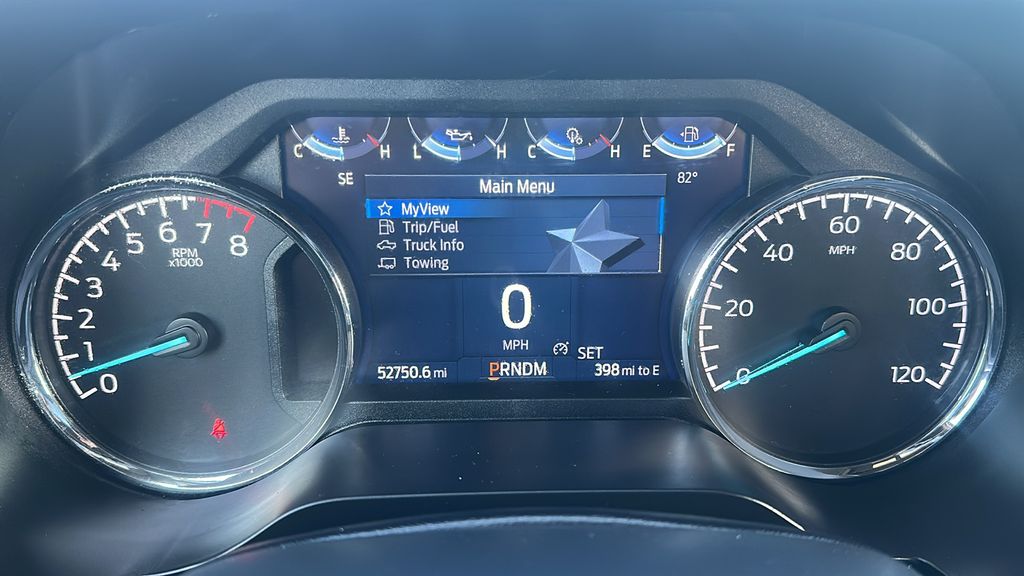 C H L H C H E F
SE
82°
Main Menu
MyView
Trip/Fuel
Truck Info
Towing
0
MPH
SET
52750.6 mi
PRNDM
398 mi to E
0 1 2 3 4 5 6 7 8
RPM
x1000
0 20 40 60 80 100 120
MPH